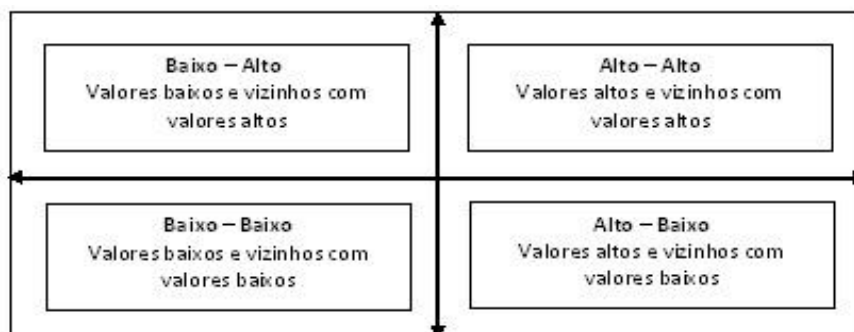 Baixo – Alto
Valores baixos e vizinhos com
valores altos
Alto – Alto
Valores altos e vizinhos com
valores altos
Baixo – Baixo
Valores baixos e vizinhos com
valores baixos
Alto – Baixo
Valores altos e vizinhos com
valores baixos